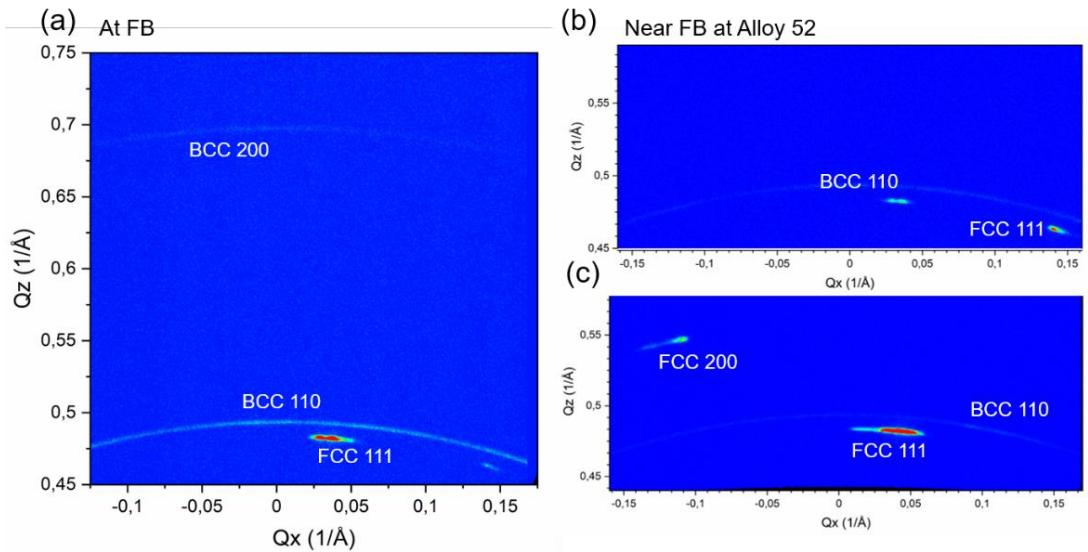 (a) At FB
0,75
0,7
0,65
0,6
0,55
0,5
0,45
Qz (1/Å)
BCC 200
BCC 110
FCC 111
-0,1 -0,05 0 0,05 0,1 0,15
Qx (1/Å)
(b) Near FB at Alloy 52
0,55
0,5
0,45
Qz (1/Å)
BCC 110
FCC 111
-0,15 -0,1 -0,05 0 0,05 0,1 0,15
Qx (1/Å)
(c)
0,55
0,5
0,45
Qz (1/Å)
FCC 200
BCC 110
FCC 111
-0,15 -0,1 -0,05 0 0,05 0,1 0,15
Qx (1/Å)